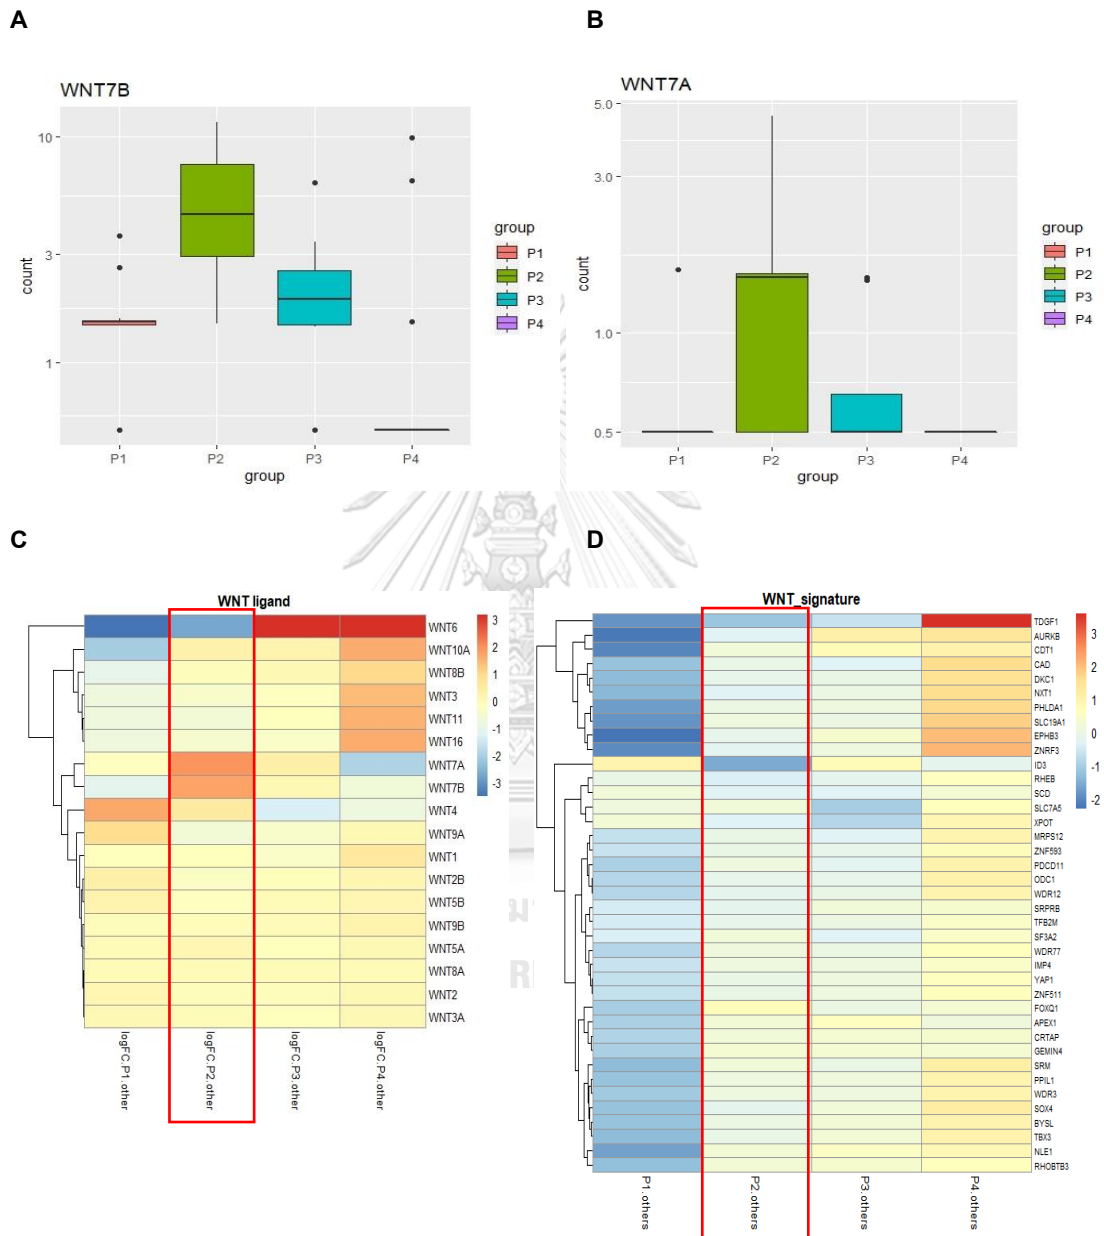 A
B
WNT7B
10
3
1
count
P1
P2
P3
P4
group
group
P1
P2
P3
P4
WNT7A
5.0
3.0
1.0
0.5
count
P1
P2
P3
P4
group
group
P1
P2
P3
P4
C
D
WNT ligand
WNT6
WNT10A
WNT8B
WNT3
WNT11
WNT16
WNT7A
WNT7B
WNT4
WNT9A
WNT1
WNT2B
WNT5B
WNT9B
WNT5A
WNT8A
WNT2
WNT3A
3
2
1
0
-1
-2
-3
logFC.P1.other
logFC.P2.other
logFC.P3.other
logFC.P4.other
WNT_signature
TDGF1
AURKB
CDT1
CAD
DKC1
NXT1
PHLDA1
SLC19A1
EPHB3
ZNRF3
ID3
RHEB
SCD
SLC7A5
XPOT
MRPS12
ZNF593
PDCD11
ODC1
WDR12
SRPRB
TFB2M
SF3A2
WDR77
IMP4
YAP1
ZNF511
FOXQ1
APEX1
CRTAP
GEMIN4
SRM
PPIL1
WDR3
SOX4
BYSL
TBX3
NLE1
RHOBTB3
3
2
1
0
-1
-2
P1.others
P2.others
P3.others
P4.others